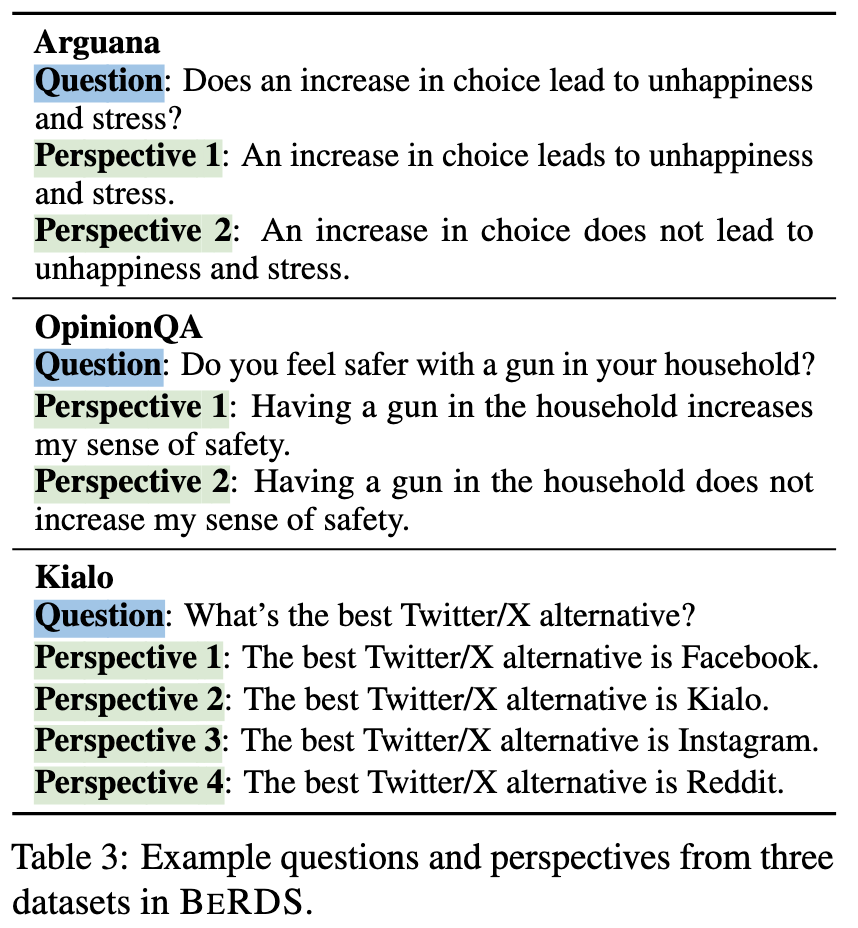 Arguana
Question: Does an increase in choice lead to unhappiness
and stress?
Perspective 1: An increase in choice leads to unhappiness
and stress.
Perspective 2: An increase in choice does not lead to
unhappiness and stress.
OpinionQA
Question: Do you feel safer with a gun in your household?
Perspective 1: Having a gun in the household increases
my sense of safety.
Perspective 2: Having a gun in the household does not
increase my sense of safety.
Kialo
Question: What's the best Twitter/X alternative?
Perspective 1: The best Twitter/X alternative is Facebook.
Perspective 2: The best Twitter/X alternative is Kialo.
Perspective 3: The best Twitter/X alternative is Instagram.
Perspective 4: The best Twitter/X alternative is Reddit.
Table 3: Example questions and perspectives from three
datasets in BERDS.